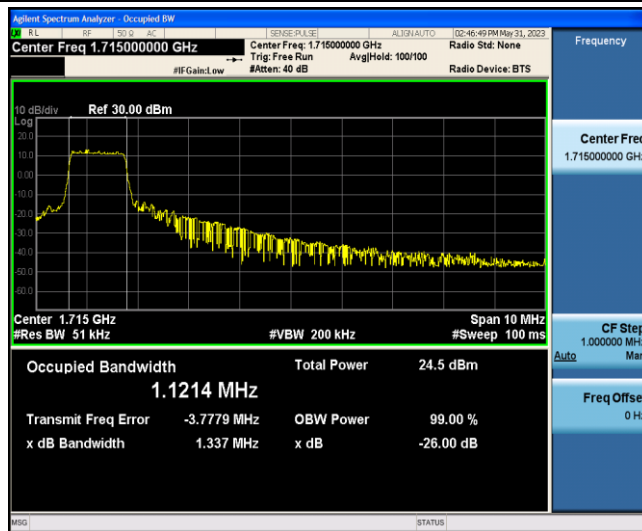 Agilent Spectrum Analyzer - Occupied BW
RL RF 50 Ω AC SENSE:PULSE ALIGNAUTO 02:46:49 PM May 31, 2023
Center Freq 1.715000000 GHz Center Freq: 1.715000000 GHz Radio Std: None
Trig: Free Run Avg|Hold: 100/100
#IFGain:Low #Atten: 40 dB Radio Device: BTS
Frequency
10 dB/div Ref 30.00 dBm
Log
20.0
10.0
0.00
-10.0
-20.0
-30.0
-40.0
-50.0
-60.0
Center Freq
1.715000000 GHz
Center 1.715 GHz Span 10 MHz
#Res BW 51 kHz #VBW 200 kHz #Sweep 100 ms
CF Step
1.000000 MHz
Auto Man
Occupied Bandwidth Total Power 24.5 dBm
1.1214 MHz
Transmit Freq Error -3.7779 MHz OBW Power 99.00 %
x dB Bandwidth 1.337 MHz x dB -26.00 dB
Freq Offset
0 Hz
MSG STATUS